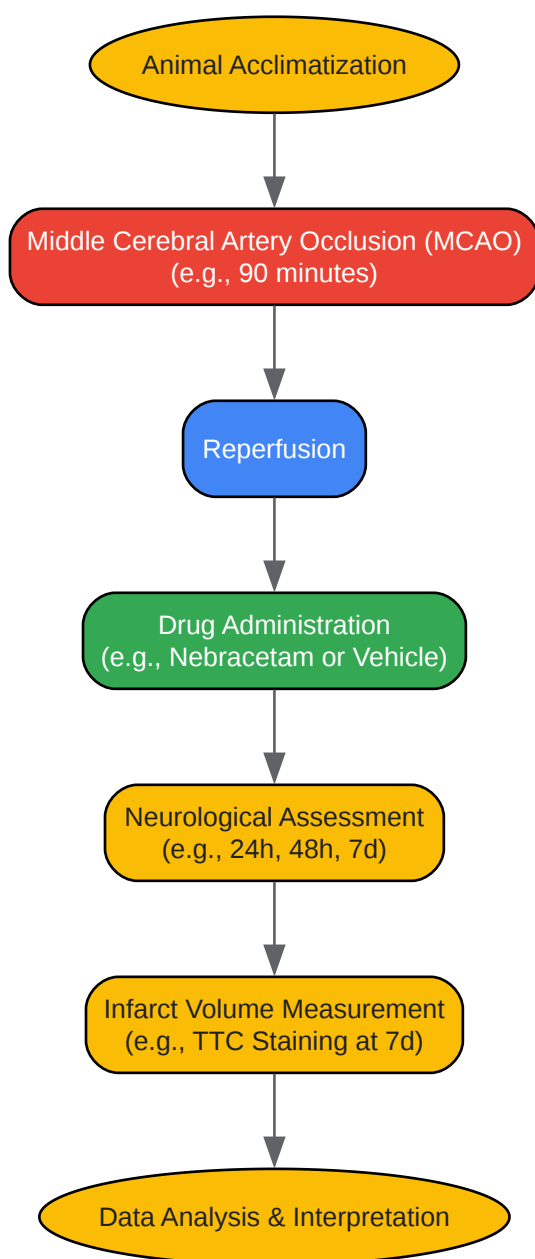 Animal Acclimatization
Middle Cerebral Artery Occlusion (MCAO)
(e.g., 90 minutes)
Reperfusion
Drug Administration
(e.g., Nebracetam or Vehicle)
Neurological Assessment
(e.g., 24h, 48h, 7d)
Infarct Volume Measurement
(e.g., TTC Staining at 7d)
Data Analysis & Interpretation